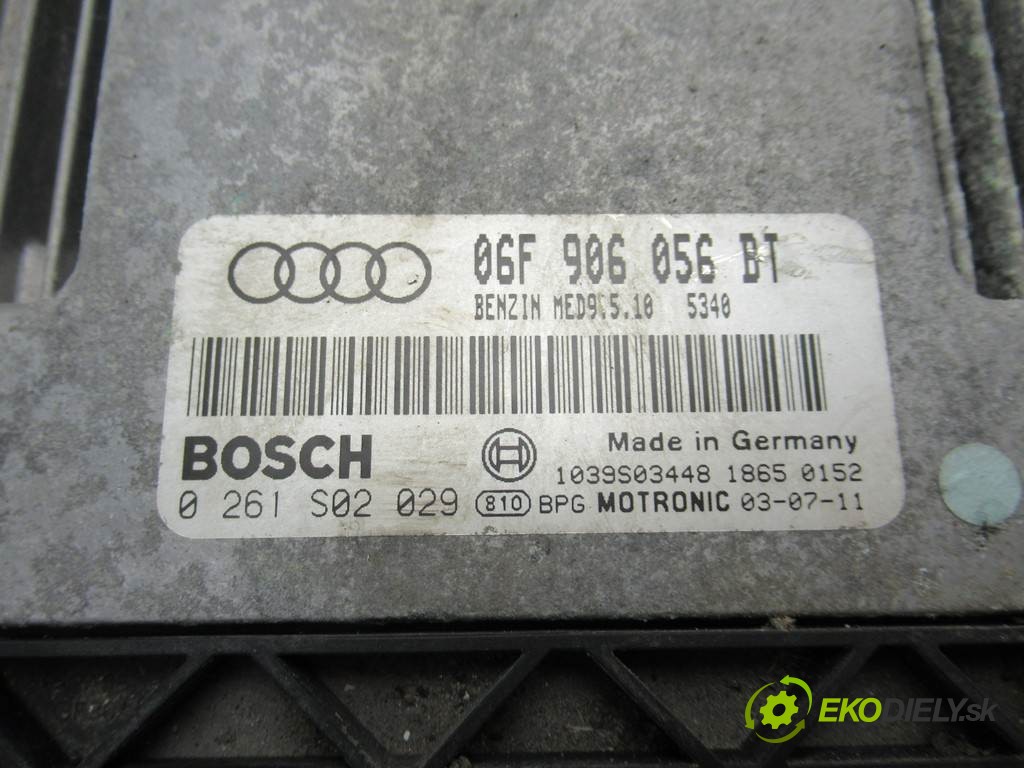 06F 906 056 BT
BENZIN MED9.5.10 5340
BOSCH
Made in Germany
1039S03448 1865 0152
0 261 S02 029 810 BPG MOTRONIC 03-07-11
EKODIELY.sk